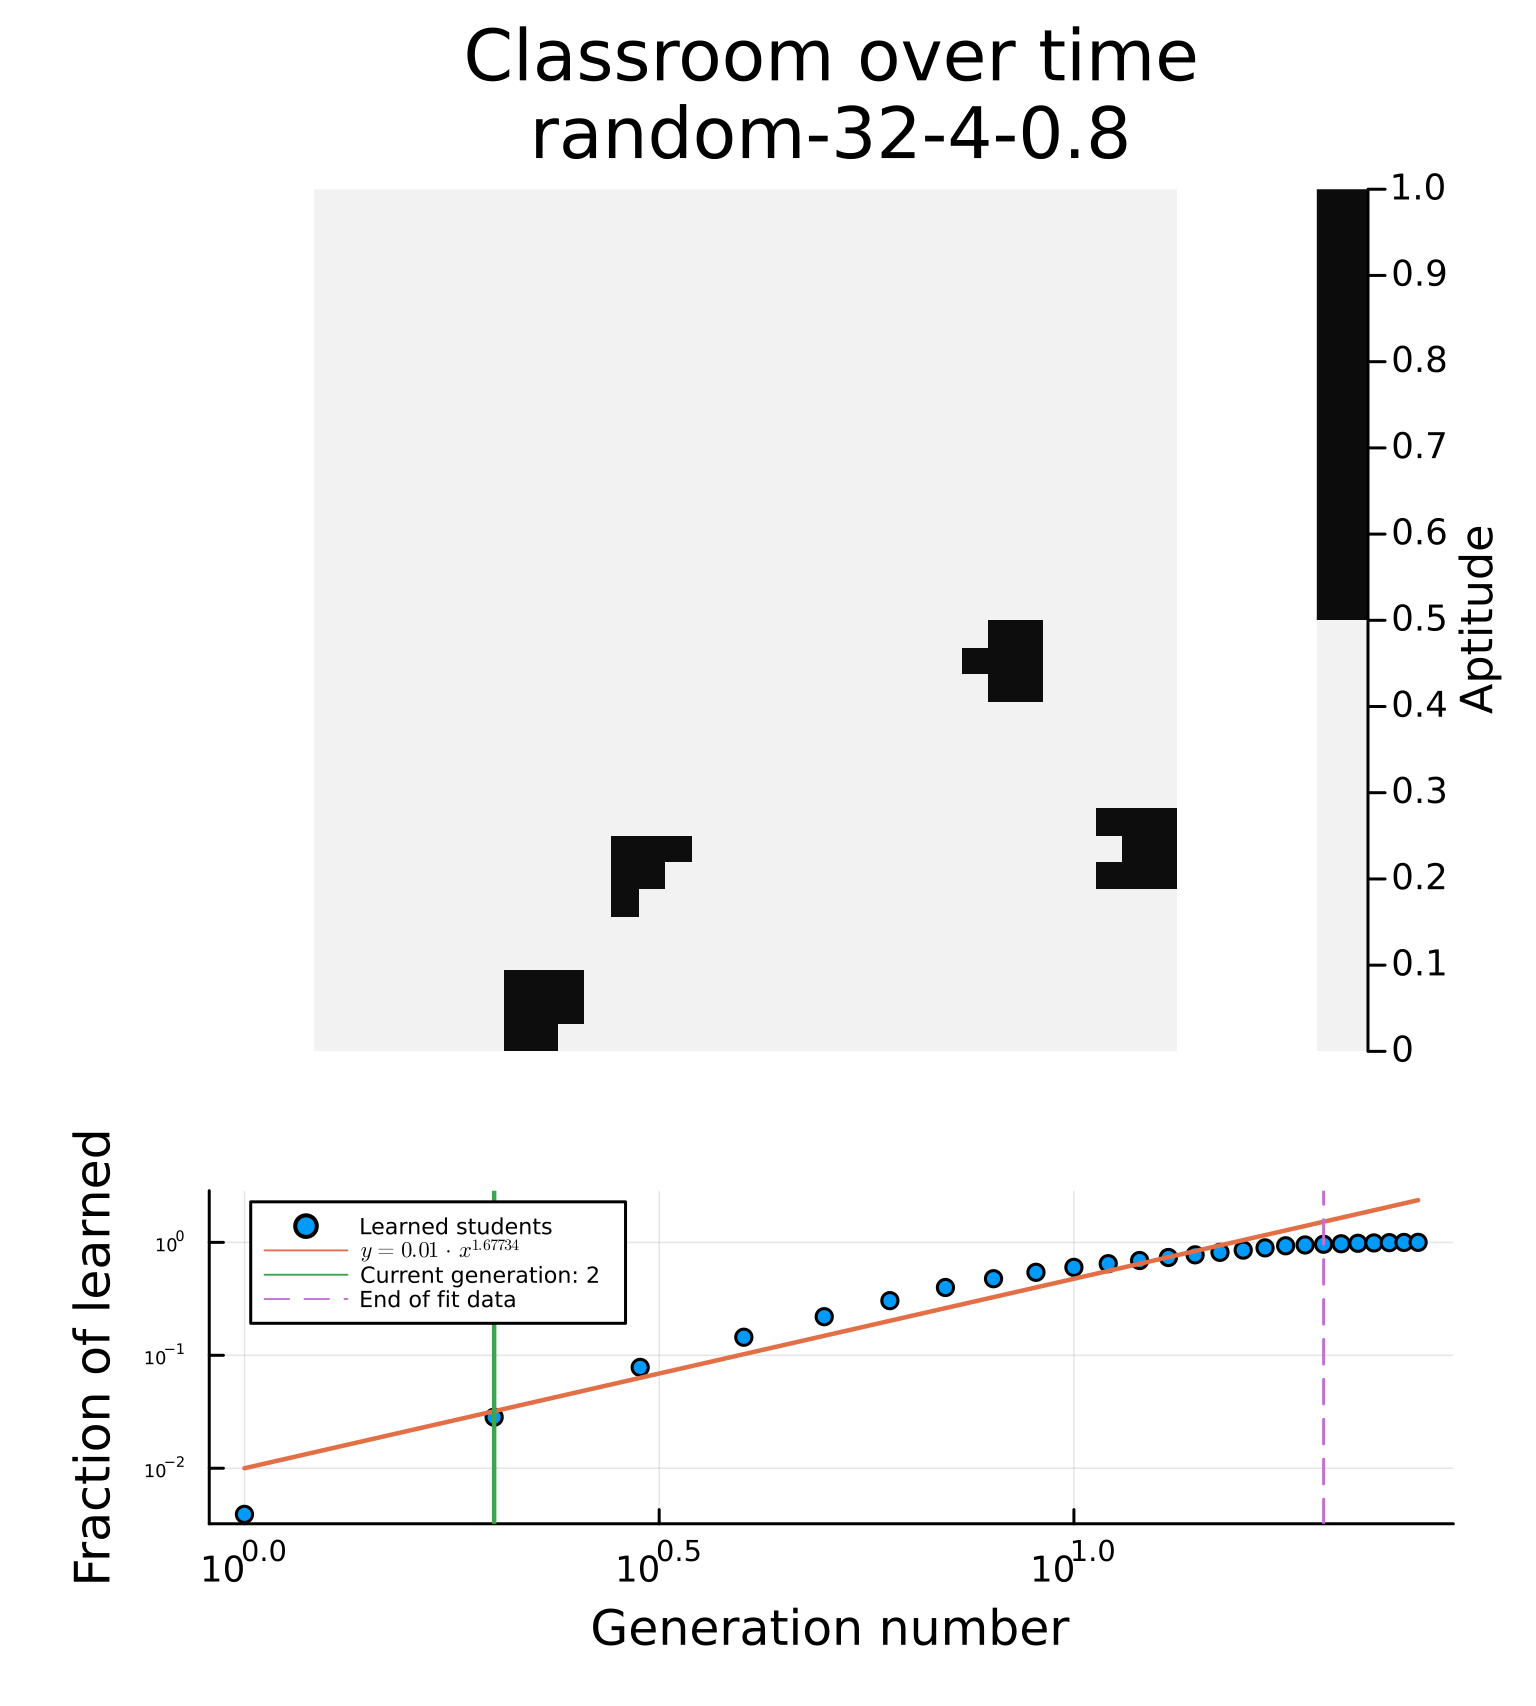 Classroom over time
random-32-4-0.8
1.0
0.9
0.8
0.7
0.6
0.5
0.4
0.3
0.2
0.1
0
Aptitude
Fraction of learned
10^0
10^−1
10^−2
Learned students
y = 0.01 · x^1.67734
Current generation: 2
End of fit data
10^0.0
10^0.5
10^1.0
Generation number